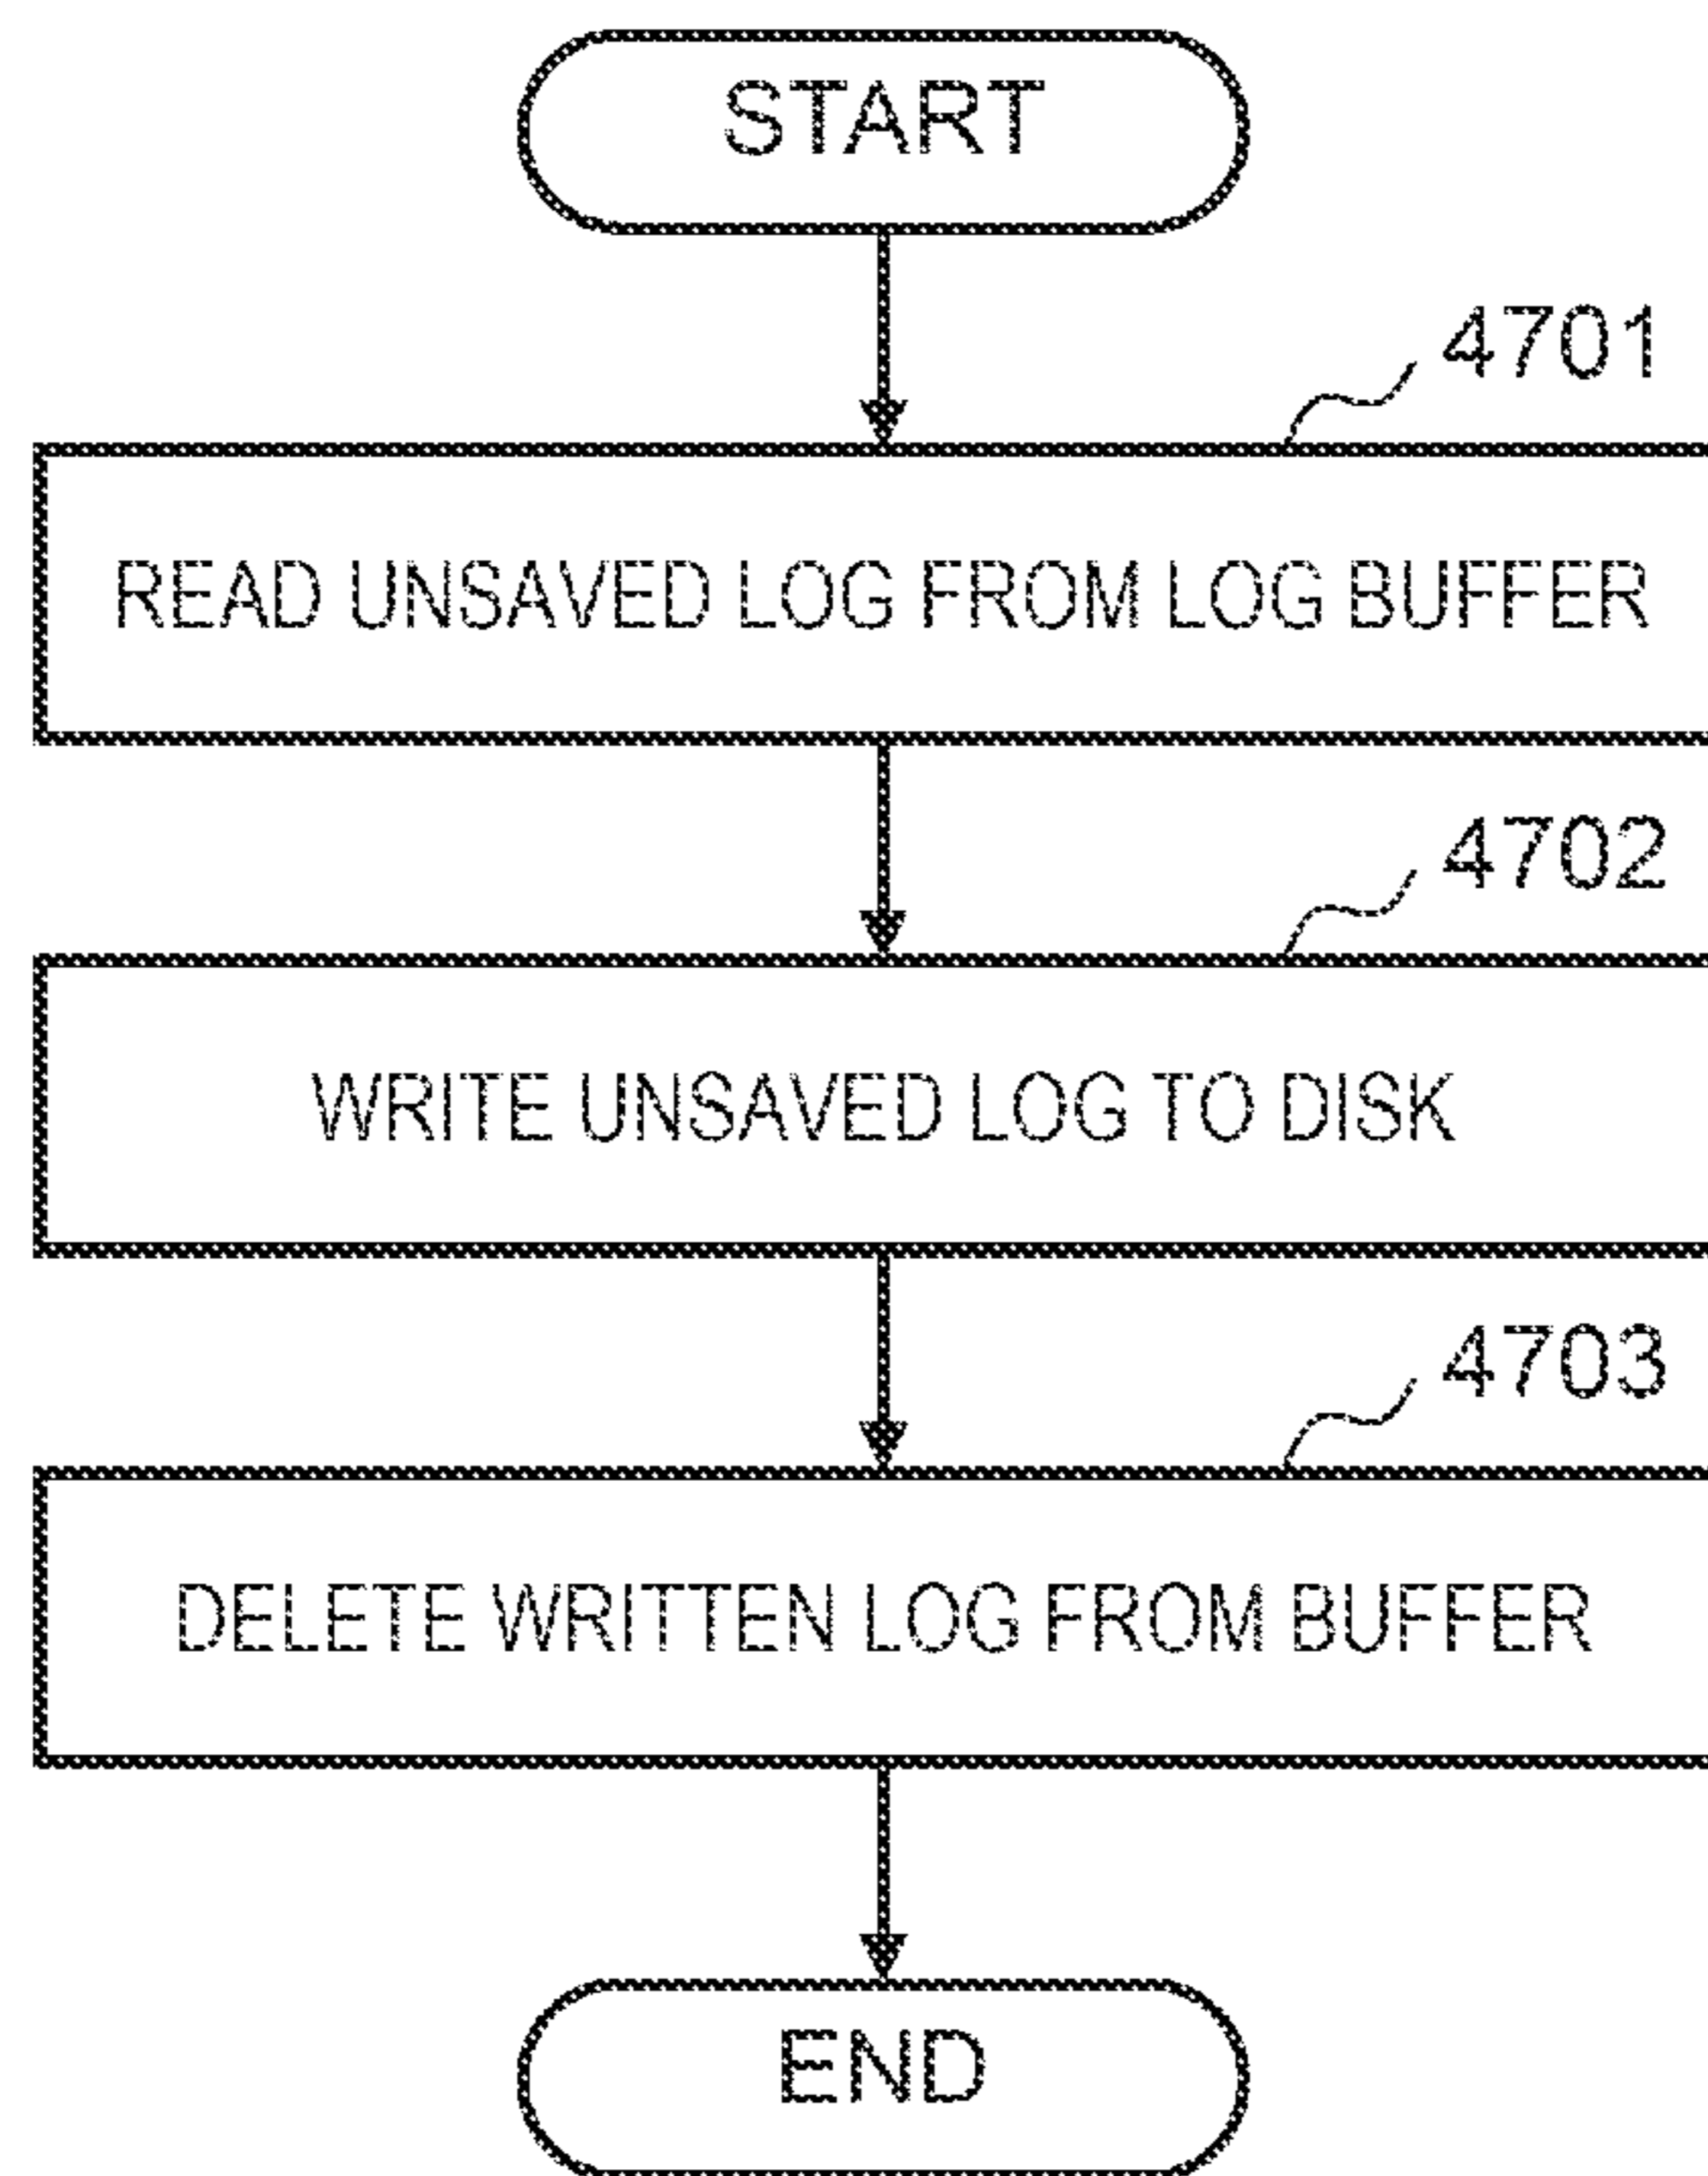 START
4701
READ UNSAVED LOG FROM LOG BUFFER
4702
WRITE UNSAVED LOG TO DISK
4703
DELETE WRITTEN LOG FROM BUFFER
END